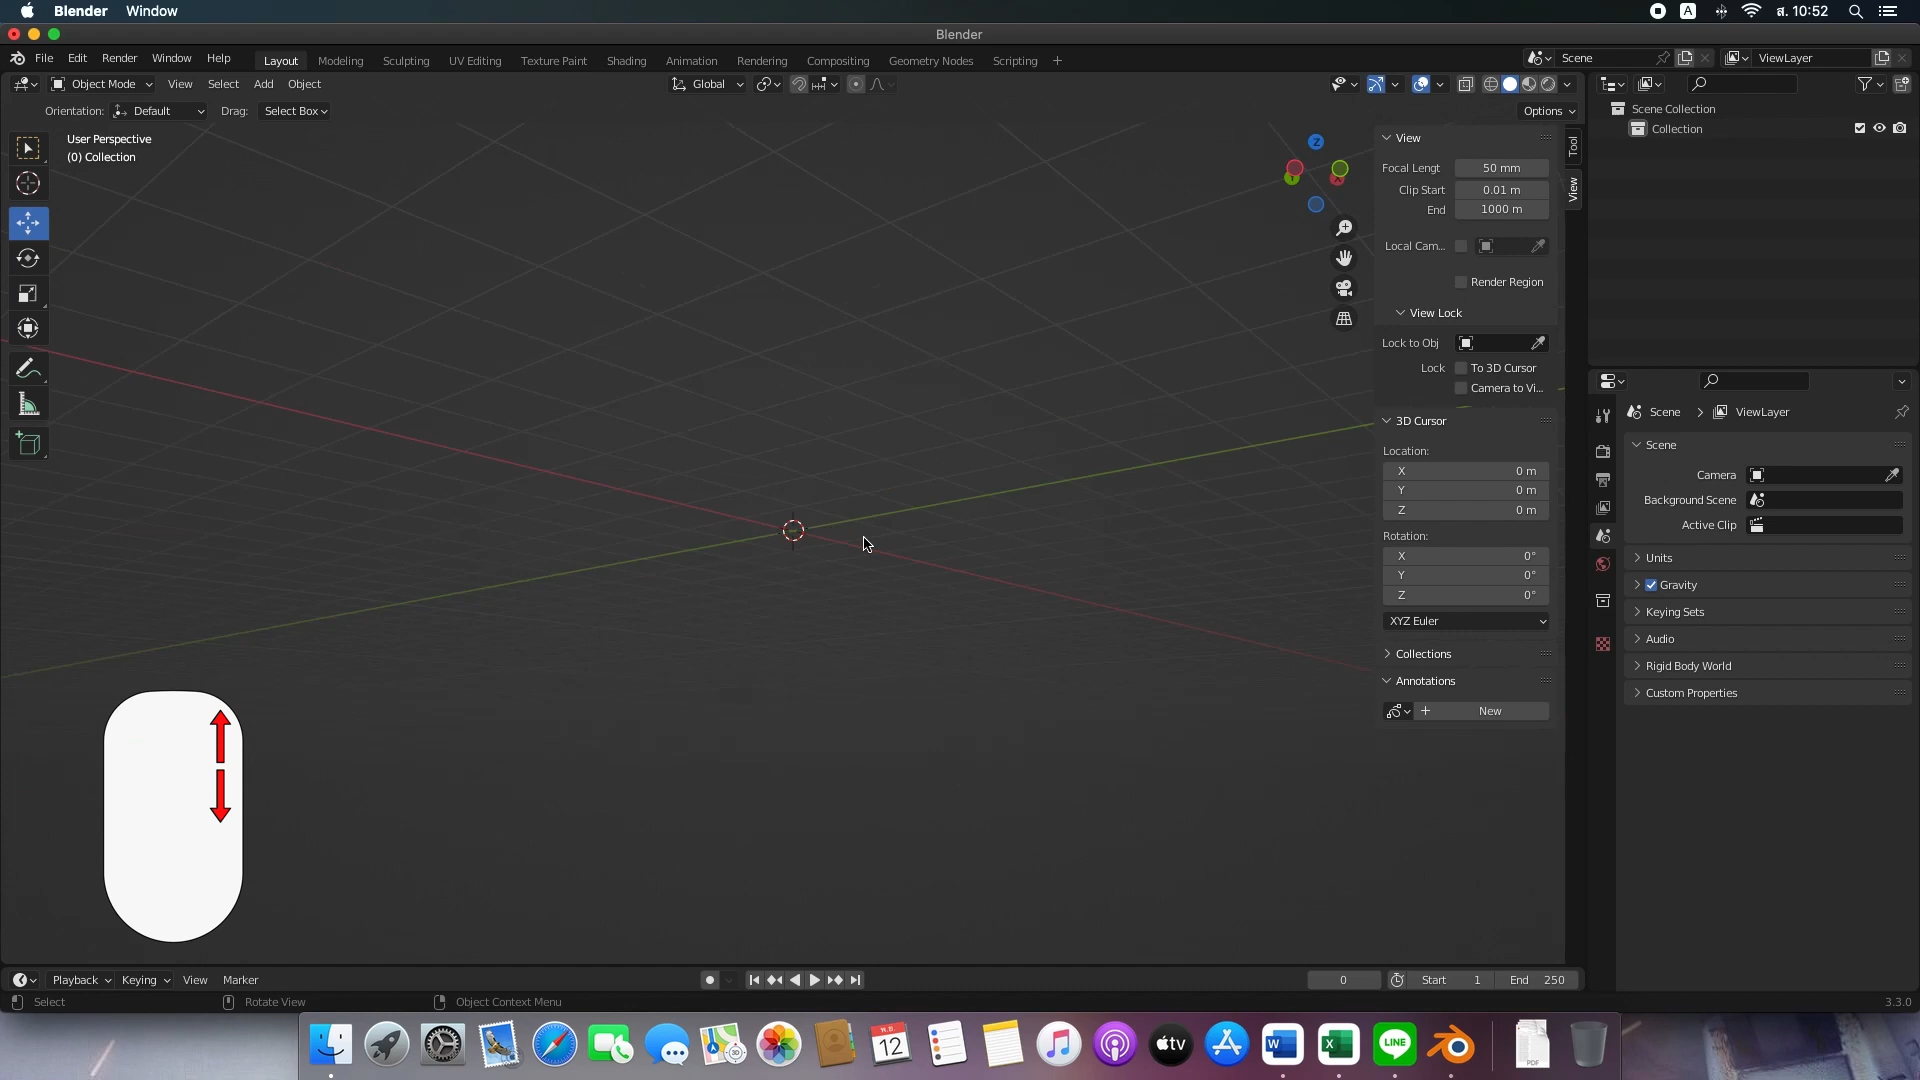 Blender Window
A ส. 10:52
Blender
File Edit Render Window Help Layout Modeling Sculpting UV Editing Texture Paint Shading Animation Rendering Compositing Geometry Nodes Scripting + Scene ViewLayer
Object Mode View Select Add Object Global
Orientation: Default Drag: Select Box Options
User Perspective
(0) Collection
Z
Y
X
View
Focal Lengt 50 mm
Clip Start 0.01 m
End 1000 m
Local Cam...
Render Region
View Lock
Lock to Obj
Lock To 3D Cursor
Camera to Vi...
3D Cursor
Location:
X 0 m
Y 0 m
Z 0 m
Rotation:
X 0°
Y 0°
Z 0°
XYZ Euler
Collections
Annotations
+ New
Tool
View
Scene Collection
Collection
Scene > ViewLayer
Scene
Camera
Background Scene
Active Clip
Units
Gravity
Keying Sets
Audio
Rigid Body World
Custom Properties
Playback Keying View Marker 0 Start 1 End 250
Select Rotate View Object Context Menu 3.3.0
12
3D
tv
W
X
LINE
PDF